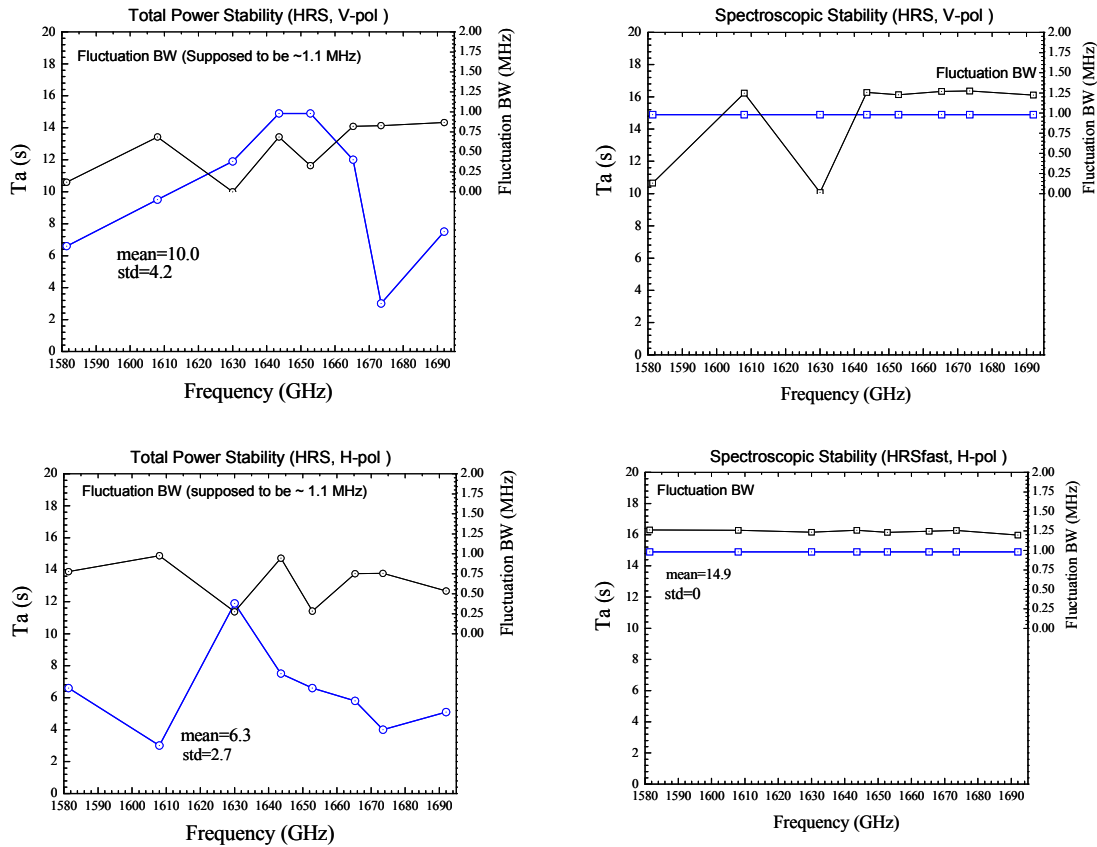 Total Power Stability (HRS, V-pol )
Fluctuation BW (Supposed to be ~1.1 MHz)
mean=10.0
std=4.2
Ta (s)
20
18
16
14
12
10
8
6
4
2
0
2.00
1.75
1.50
1.25
1.00
0.75
0.50
0.25
0.00
Fluctuation BW (MHz)
1580 1590 1600 1610 1620 1630 1640 1650 1660 1670 1680 1690
Frequency (GHz)
Spectroscopic Stability (HRS, V-pol )
Fluctuation BW
Ta (s)
20
18
16
14
12
10
8
6
4
2
0
2.00
1.75
1.50
1.25
1.00
0.75
0.50
0.25
0.00
Fluctuation BW (MHz)
1580 1590 1600 1610 1620 1630 1640 1650 1660 1670 1680 1690
Frequency (GHz)
Total Power Stability (HRS, H-pol )
Fluctuation BW (supposed to be ~ 1.1 MHz)
mean=6.3
std=2.7
Ta (s)
20
18
16
14
12
10
8
6
4
2
0
2.00
1.75
1.50
1.25
1.00
0.75
0.50
0.25
0.00
Fluctuation BW (MHz)
1580 1590 1600 1610 1620 1630 1640 1650 1660 1670 1680 1690
Frequency (GHz)
Spectroscopic Stability (HRSfast, H-pol )
Fluctuation BW
mean=14.9
std=0
Ta (s)
20
18
16
14
12
10
8
6
4
2
0
2.00
1.75
1.50
1.25
1.00
0.75
0.50
0.25
0.00
Fluctuation BW (MHz)
1580 1590 1600 1610 1620 1630 1640 1650 1660 1670 1680 1690
Frequency (GHz)